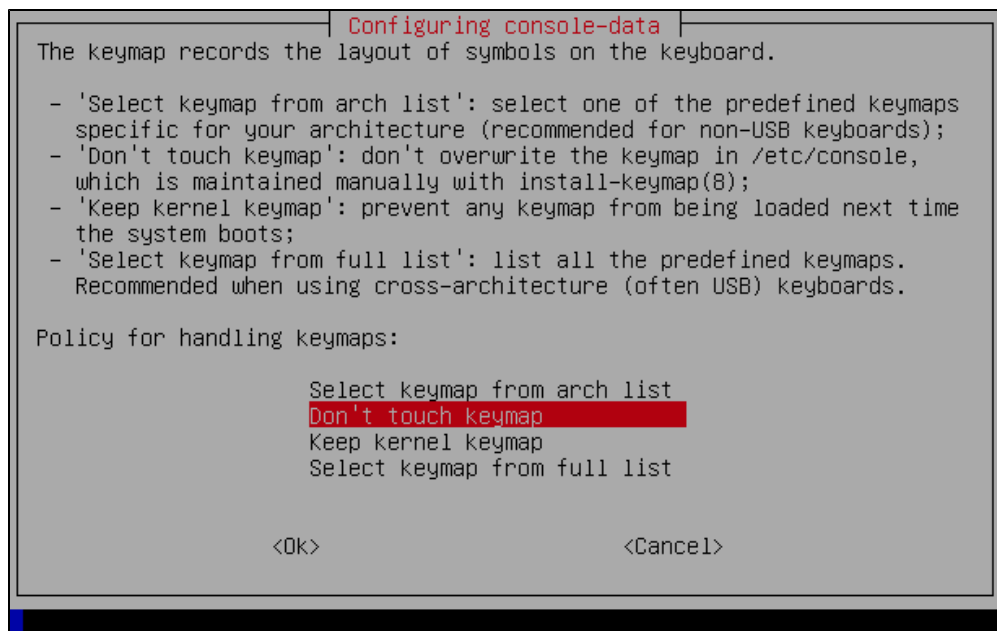 Configuring console-data
The keymap records the layout of symbols on the keyboard.
- 'Select keymap from arch list': select one of the predefined keymaps
specific for your architecture (recommended for non-USB keyboards);
- 'Don't touch keymap': don't overwrite the keymap in /etc/console,
which is maintained manually with install-keymap(8);
- 'Keep kernel keymap': prevent any keymap from being loaded next time
the system boots;
- 'Select keymap from full list': list all the predefined keymaps.
Recommended when using cross-architecture (often USB) keyboards.
Policy for handling keymaps:
Select keymap from arch list
Don't touch keymap
Keep kernel keymap
Select keymap from full list
<Ok> <Cancel>